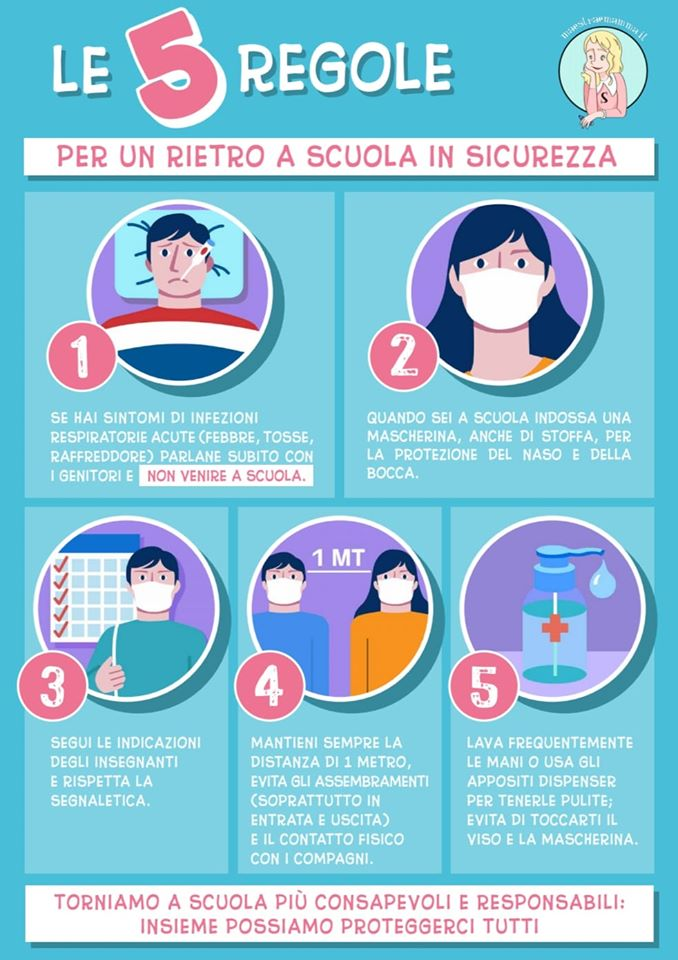 LE 5 REGOLE
maestraemamma.it
S
PER UN RIETRO A SCUOLA IN SICUREZZA
1
SE HAI SINTOMI DI INFEZIONI
RESPIRATORIE ACUTE (FEBBRE, TOSSE,
RAFFREDDORE) PARLANE SUBITO CON
I GENITORI E NON VENIRE A SCUOLA.
2
QUANDO SEI A SCUOLA INDOSSA UNA
MASCHERINA, ANCHE DI STOFFA, PER
LA PROTEZIONE DEL NASO E DELLA
BOCCA.
3
SEGUI LE INDICAZIONI
DEGLI INSEGNANTI
E RISPETTA LA
SEGNALETICA.
1 MT
4
MANTIENI SEMPRE LA
DISTANZA DI 1 METRO,
EVITA GLI ASSEMBRAMENTI
(SOPRATTUTTO IN
ENTRATA E USCITA)
E IL CONTATTO FISICO
CON I COMPAGNI.
5
LAVA FREQUENTEMENTE
LE MANI O USA GLI
APPOSITI DISPENSER
PER TENERLE PULITE;
EVITA DI TOCCARTI IL
VISO E LA MASCHERINA.
TORNIAMO A SCUOLA PIÙ CONSAPEVOLI E RESPONSABILI:
INSIEME POSSIAMO PROTEGGERCI TUTTI